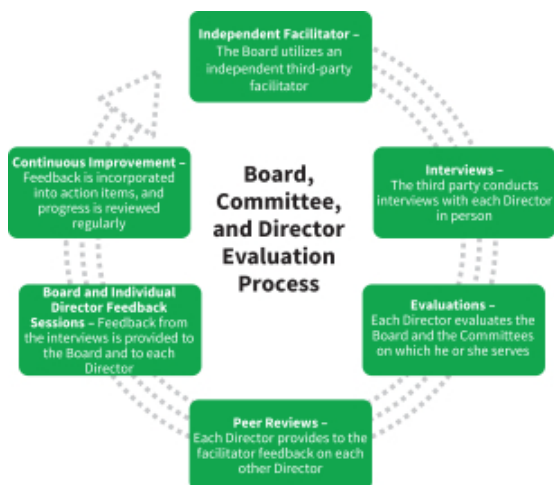 Independent Facilitator –
The Board utilizes an
independent third-party
facilitator
Interviews –
The third party conducts
interviews with each Director
in person
Evaluations –
Each Director evaluates the
Board and the Committees
on which he or she serves
Peer Reviews –
Each Director provides to the
facilitator feedback on each
other Director
Board and Individual
Director Feedback
Sessions – Feedback from
the interviews is provided to
the Board and to each
Director
Continuous Improvement –
Feedback is incorporated
into action items, and
progress is reviewed
regularly
Board,
Committee,
and Director
Evaluation
Process